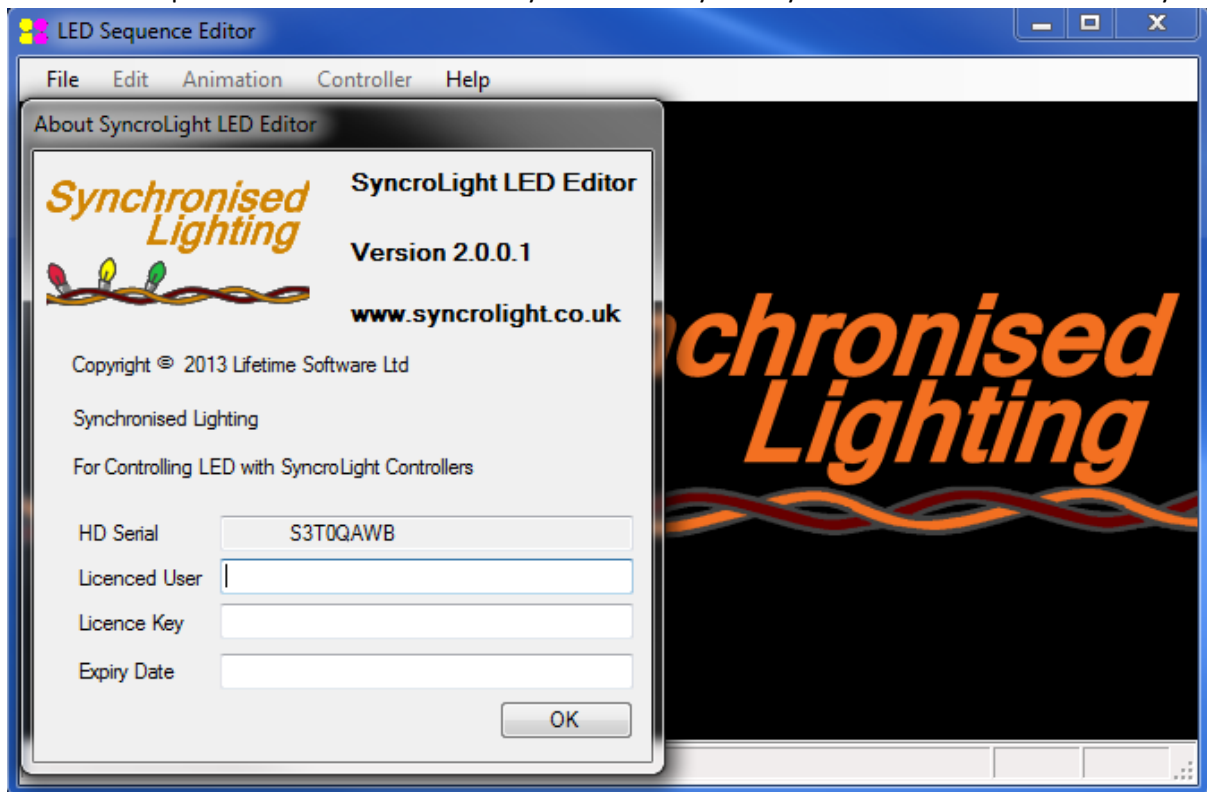 LED Sequence Editor
File Edit Animation Controller Help
About SyncroLight LED Editor
Synchronised
Lighting
SyncroLight LED Editor
Version 2.0.0.1
www.syncrolight.co.uk
Copyright © 2013 Lifetime Software Ltd
Synchronised Lighting
For Controlling LED with SyncroLight Controllers
HD Serial S3T0QAWB
Licenced User
Licence Key
Expiry Date
OK
chronised
Lighting